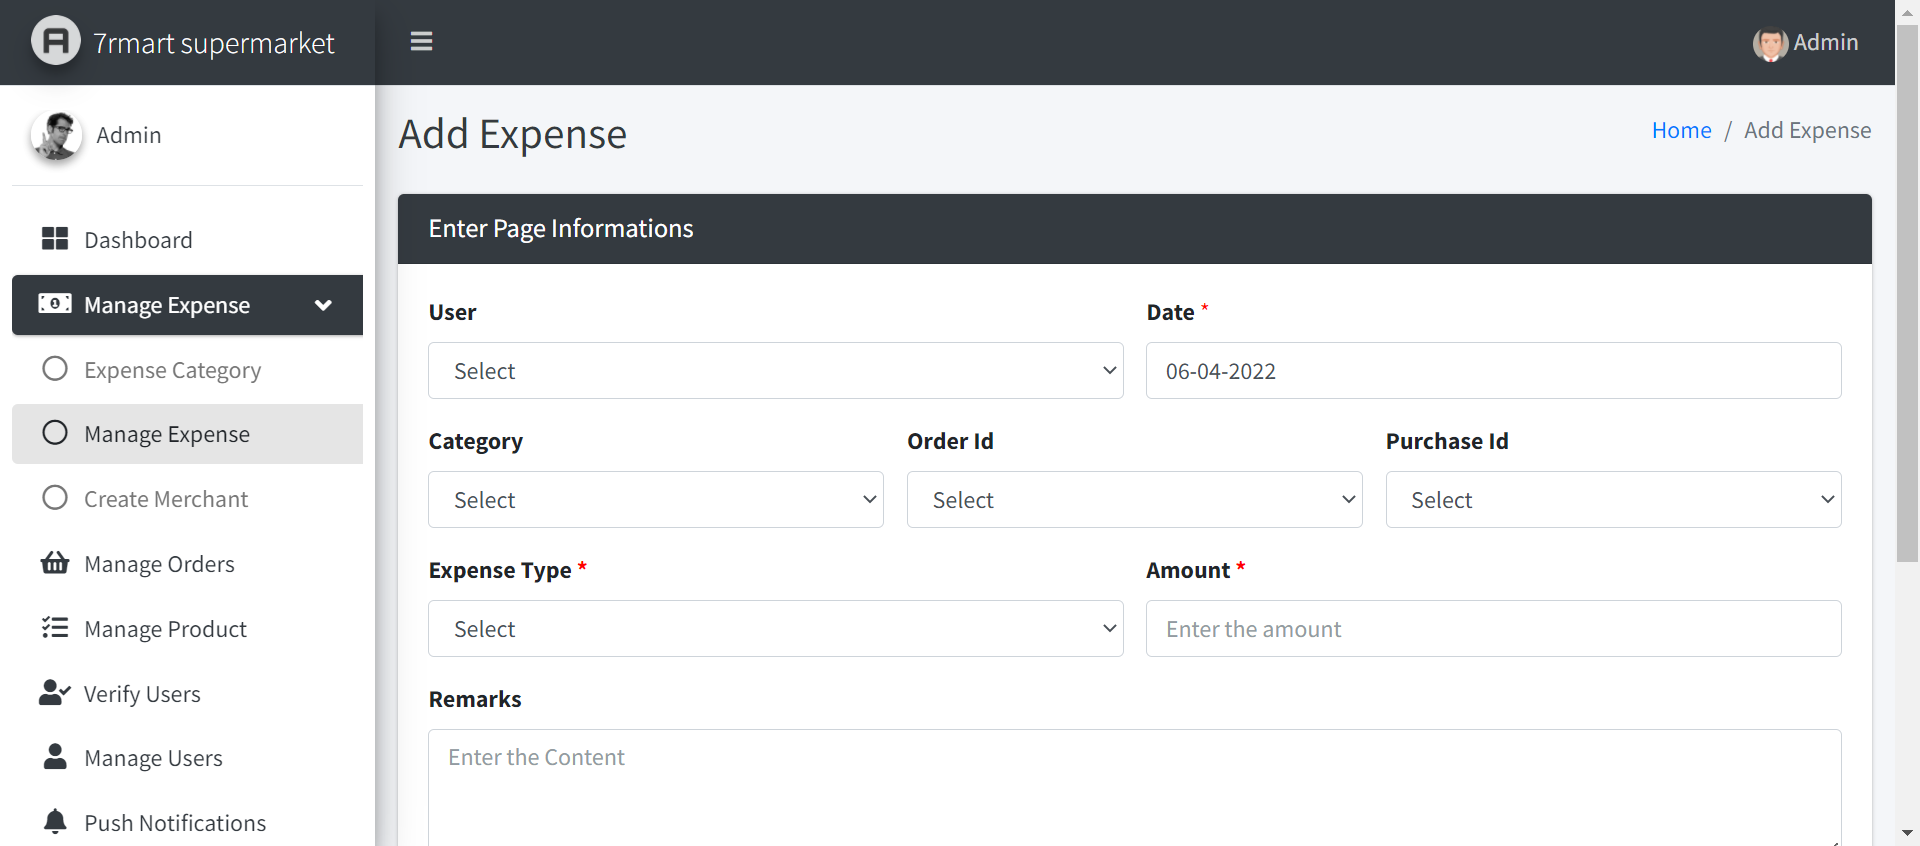 7rmart supermarket
Admin
Admin
Dashboard
Manage Expense
Expense Category
Manage Expense
Create Merchant
Manage Orders
Manage Product
Verify Users
Manage Users
Push Notifications
Add Expense
Home / Add Expense
Enter Page Informations
User
Date *
Select
06-04-2022
Category
Order Id
Purchase Id
Select
Select
Select
Expense Type *
Amount *
Select
Enter the amount
Remarks
Enter the Content